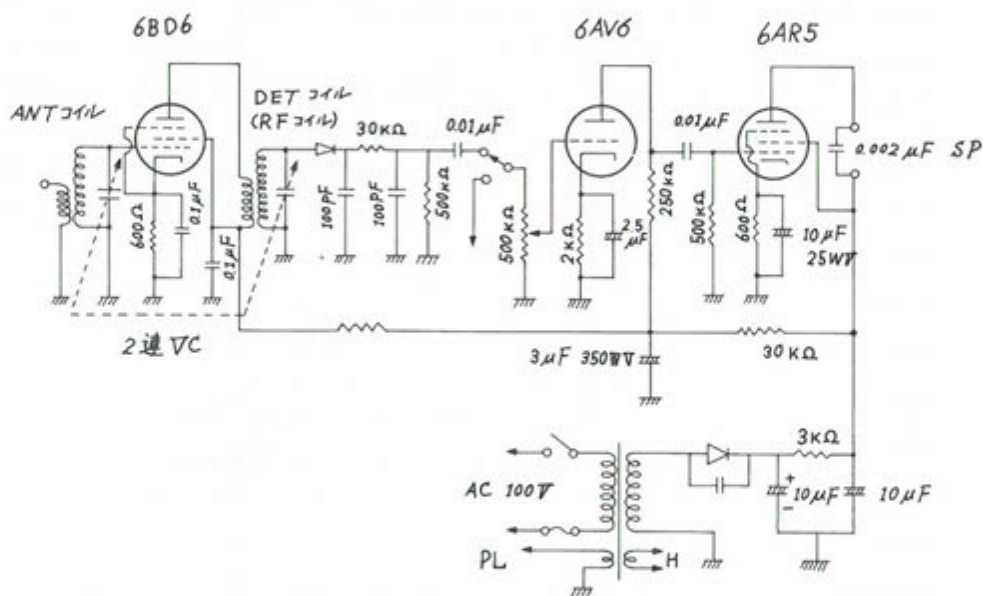 6BD6
6AV6
6AR5
ANTコイル
DETコイル
(RFコイル)
30KΩ
0.01μF
0.01μF
0.002μF SP
600Ω
0.1μF
0.1μF
100PF
100PF
500KΩ
500KΩ
2KΩ
2.5
μF
250KΩ
500KΩ
600Ω
10μF
25WV
2連VC
3μF 350WV
30KΩ
3KΩ
AC 100V
+
10μF
-
10μF
PL
H